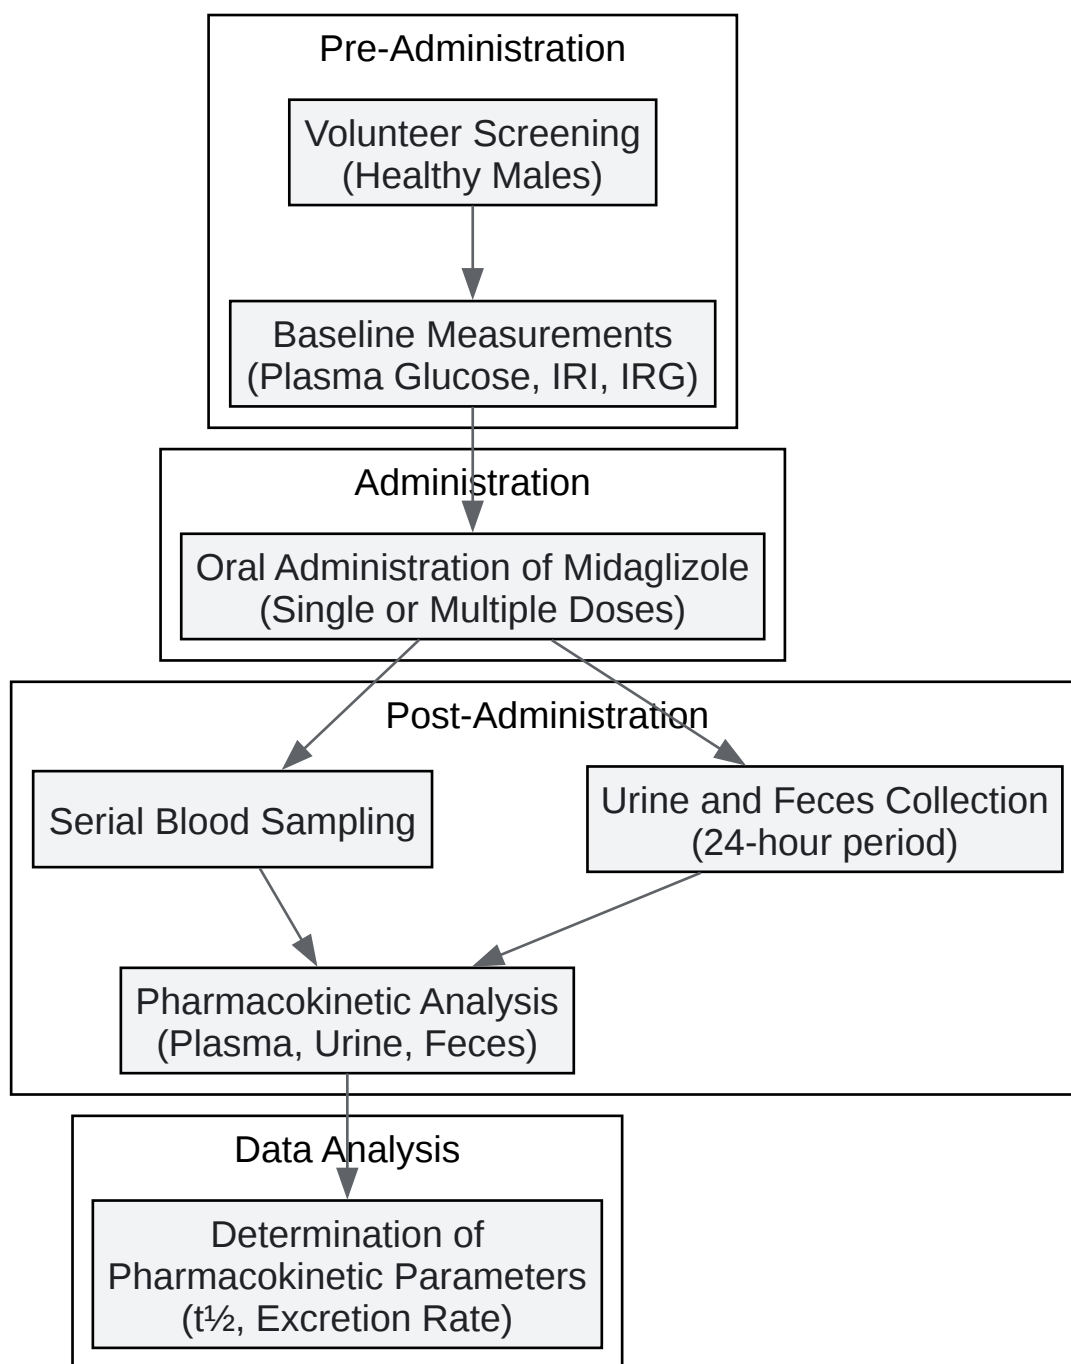 Pre-Administration
Volunteer Screening
(Healthy Males)
Baseline Measurements
(Plasma Glucose, IRI, IRG)
Administration
Oral Administration of Midaglizole
(Single or Multiple Doses)
Post-Administration
Serial Blood Sampling
Urine and Feces Collection
(24-hour period)
Pharmacokinetic Analysis
(Plasma, Urine, Feces)
Data Analysis
Determination of
Pharmacokinetic Parameters
(t½, Excretion Rate)